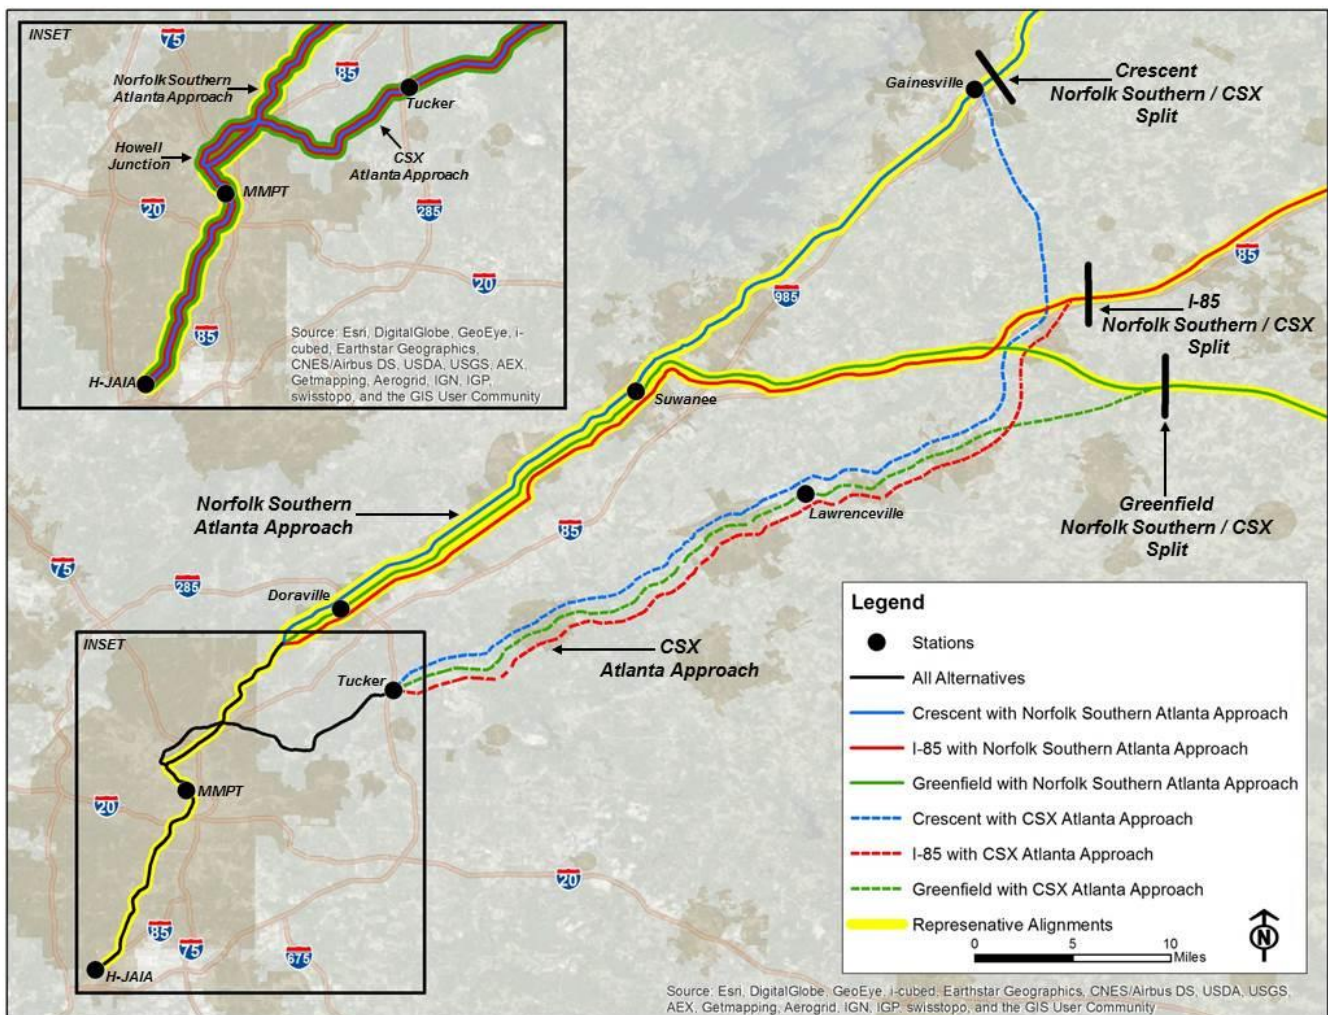 INSET
75
Norfolk Southern
Atlanta Approach
85
Tucker
Howell
Junction
CSX
Atlanta Approach
MMPT
20
285
20
85
H-JAIA
Source: Esri, DigitalGlobe, GeoEye, i-
cubed, Earthstar Geographics,
CNES/Airbus DS, USDA, USGS, AEX,
Getmapping, Aerogrid, IGN, IGP,
swisstopo, and the GIS User Community
Gainesville
Crescent
Norfolk Southern / CSX
Split
85
985
I-85
Norfolk Southern / CSX
Split
Suwanee
Greenfield
Norfolk Southern / CSX
Split
Norfolk Southern
Atlanta Approach
Lawrenceville
85
75
285
Doraville
INSET
CSX
Atlanta Approach
Tucker
MMPT
20
20
85
75
675
H-JAIA
Legend
Stations
All Alternatives
Crescent with Norfolk Southern Atlanta Approach
I-85 with Norfolk Southern Atlanta Approach
Greenfield with Norfolk Southern Atlanta Approach
Crescent with CSX Atlanta Approach
I-85 with CSX Atlanta Approach
Greenfield with CSX Atlanta Approach
Represenative Alignments
0 5 10
Miles
N
Source: Esri, DigitalGlobe, GeoEye, i-cubed, Earthstar Geographics, CNES/Airbus DS, USDA, USGS,
AEX, Getmapping, Aerogrid, IGN, IGP, swisstopo, and the GIS User Community